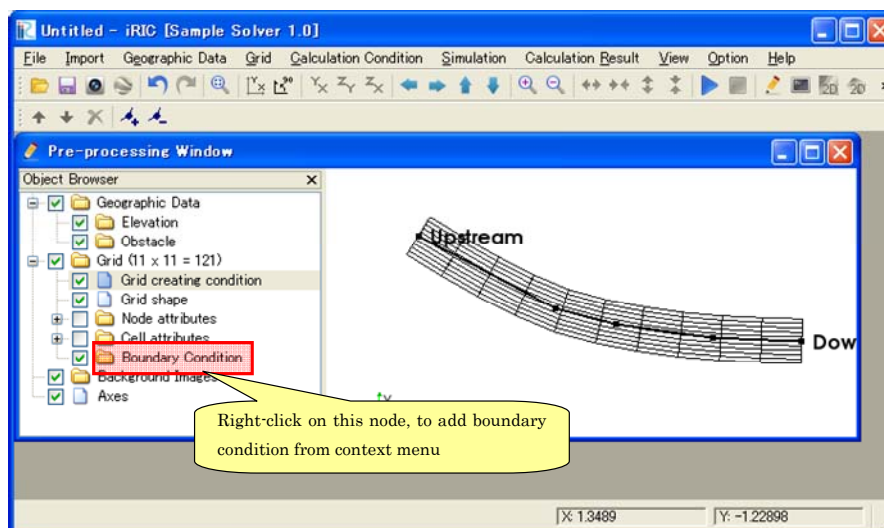 Untitled - iRIC [Sample Solver 1.0]
File Import Geographic Data Grid Calculation Condition Simulation Calculation Result View Option Help
Pre-processing Window
Object Browser
Geographic Data
Elevation
Obstacle
Grid (11 x 11 = 121)
Grid creating condition
Grid shape
Node attributes
Cell attributes
Boundary Condition
Background Images
Axes
Upstream
Dow
Right-click on this node, to add boundary
condition from context menu
X: 1.3489
Y: -1.22898